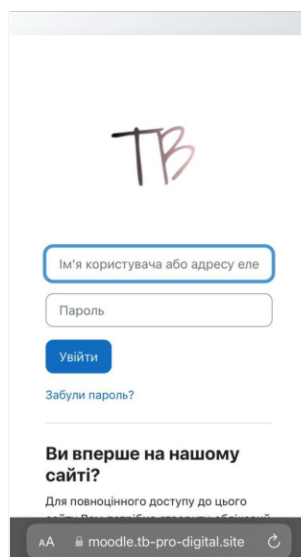 TB
Ім'я користувача або адресу еле
Пароль
Увійти
Забули пароль?
Ви вперше на нашому
сайті?
Для повноцінного доступу до цього
AA moodle.tb-pro-digital.site